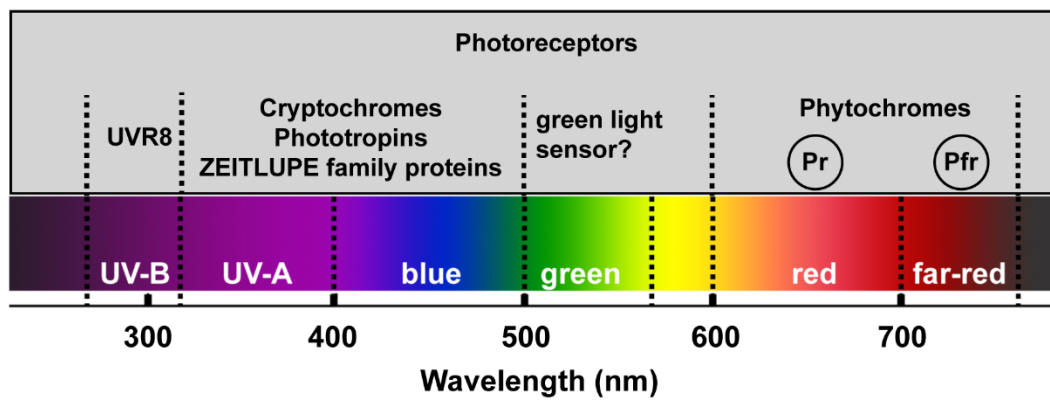 Photoreceptors
UVR8
Cryptochromes
Phototropins
ZEITLUPE family proteins
green light
sensor?
Phytochromes
Pr
Pfr
UV-B
UV-A
blue
green
red
far-red
300
400
500
600
700
Wavelength (nm)